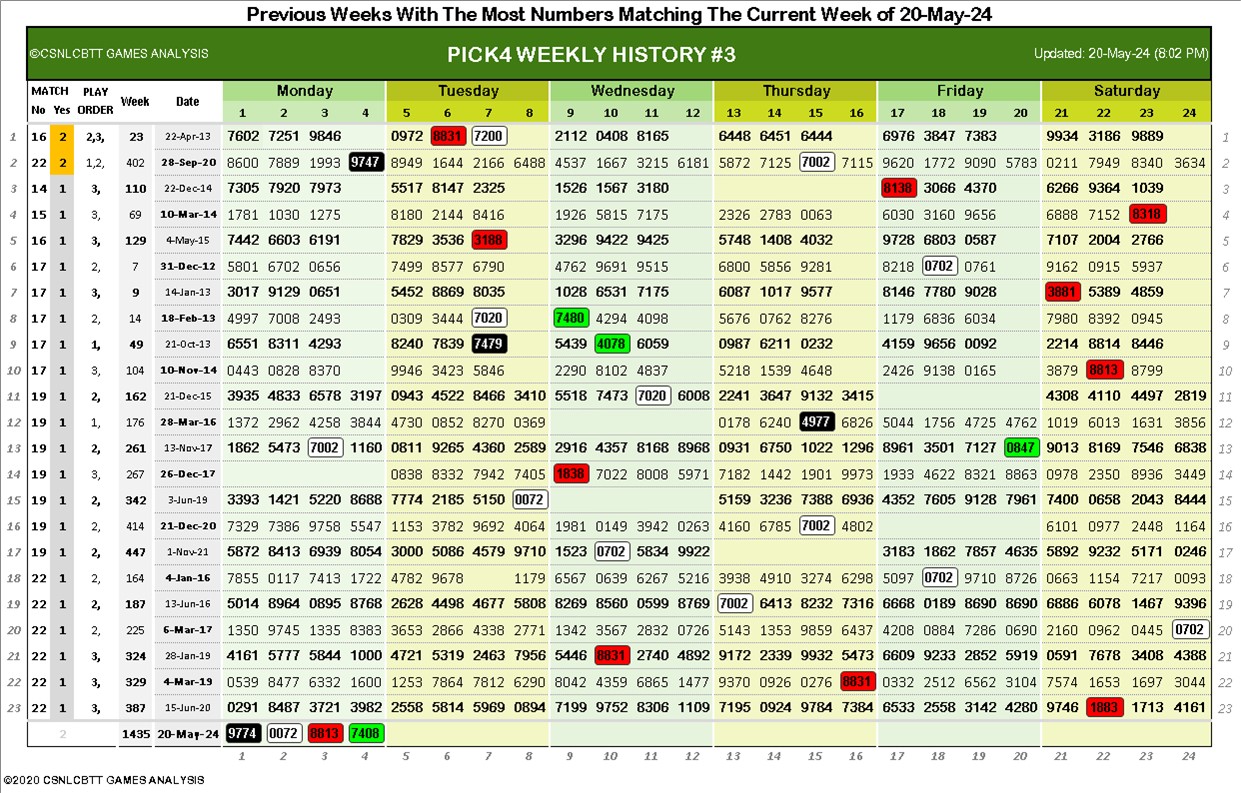 Previous Weeks With The Most Numbers Matching The Current Week of 20-May-24
©CSNLCBTT GAMES ANALYSIS PICK4 WEEKLY HISTORY #3 Updated: 20-May-24 (8:02 PM)
MATCH PLAY Week Date Monday Tuesday Wednesday Thursday Friday Saturday
No Yes ORDER 1 2 3 4 5 6 7 8 9 10 11 12 13 14 15 16 17 18 19 20 21 22 23 24
1 16 2 2,3, 23 22-Apr-13 7602 7251 9846 0972 8831 7200 2112 0408 8165 6448 6451 6444 6976 3847 7383 9934 3186 9889 1
2 22 2 1,2, 402 28-Sep-20 8600 7889 1993 9747 8949 1644 2166 6488 4537 1667 3215 6181 5872 7125 7002 7115 9620 1772 9090 5783 0211 7949 8340 3634 2
3 14 1 3, 110 22-Dec-14 7305 7920 7973 5517 8147 2325 1526 1567 3180 8138 3066 4370 6266 9364 1039 3
4 15 1 3, 69 10-Mar-14 1781 1030 1275 8180 2144 8416 1926 5815 7175 2326 2783 0063 6030 3160 9656 6888 7152 8318 4
5 16 1 3, 129 4-May-15 7442 6603 6191 7829 3536 3188 3296 9422 9425 5748 1408 4032 9728 6803 0587 7107 2004 2766 5
6 17 1 2, 7 31-Dec-12 5801 6702 0656 7499 8577 6790 4762 9691 9515 6800 5856 9281 8218 0702 0761 9162 0915 5937 6
7 17 1 3, 9 14-Jan-13 3017 9129 0651 5452 8869 8035 1028 6531 7175 6087 1017 9577 8146 7780 9028 3881 5389 4859 7
8 17 1 2, 14 18-Feb-13 4997 7008 2493 0309 3444 7020 7480 4294 4098 5676 0762 8276 1179 6836 6034 7980 8392 0945 8
9 17 1 1, 49 21-Oct-13 6551 8311 4293 8240 7839 7479 5439 4078 6059 0987 6211 0232 4159 9656 0092 2214 8814 8446 9
10 17 1 3, 104 10-Nov-14 0443 0828 8370 9946 3423 5846 2290 8102 4837 5218 1539 4648 2426 9138 0165 3879 8813 8799 10
11 19 1 2, 162 21-Dec-15 3935 4833 6578 3197 0943 4522 8466 3410 5518 7473 7020 6008 2241 3647 9132 3415 4308 4110 4497 2819 11
12 19 1 1, 176 28-Mar-16 1372 2962 4258 3844 4730 0852 8270 0369 0178 6240 4977 6826 5044 1756 4725 4762 1019 6013 1631 3856 12
13 19 1 2, 261 13-Nov-17 1862 5473 7002 1160 0811 9265 4360 2589 2916 4357 8168 8968 0931 6750 1022 1296 8961 3501 7127 0847 9013 8169 7546 6838 13
14 19 1 3, 267 26-Dec-17 0838 8332 7942 7405 1838 7022 8008 5971 7182 1442 1901 9973 1933 4622 8321 8863 0978 2350 8936 3449 14
15 19 1 2, 342 3-Jun-19 3393 1421 5220 8688 7774 2185 5150 0072 5159 3236 7388 6936 4352 7605 9128 7961 7400 0658 2043 8444 15
16 19 1 2, 414 21-Dec-20 7329 7386 9758 5547 1153 3782 9692 4064 1981 0149 3942 0263 4160 6785 7002 4802 6101 0977 2448 1164 16
17 19 1 2, 447 1-Nov-21 5872 8413 6939 8054 3000 5086 4579 9710 1523 0702 5834 9922 3183 1862 7857 4635 5892 9232 5171 0246 17
18 22 1 2, 164 4-Jan-16 7855 0117 7413 1722 4782 9678 1179 6567 0639 6267 5216 3938 4910 3274 6298 5097 0702 9710 8726 0663 1154 7217 0093 18
19 22 1 2, 187 13-Jun-16 5014 8964 0895 8768 2628 4498 4677 5808 8269 8560 0599 8769 7002 6413 8232 7316 6668 0189 8690 8690 6886 6078 1467 9396 19
20 22 1 2, 225 6-Mar-17 1350 9745 1335 8383 3653 2866 4338 2771 1342 3567 2832 0726 5143 1353 9859 6437 4208 0884 7286 0690 2160 0962 0445 0702 20
21 22 1 3, 324 28-Jan-19 4161 5777 5844 1000 4721 5319 2463 7956 5446 8831 2740 4892 9172 2339 9932 5473 6609 9233 2852 5919 0591 7678 3408 4388 21
22 22 1 3, 329 4-Mar-19 0539 8477 6332 1600 1253 7864 7812 6290 8042 4359 6865 1477 9370 0926 0276 8831 0332 2512 6562 3104 7574 1653 1697 3044 22
23 22 1 3, 387 15-Jun-20 0291 8487 3721 3982 2558 5814 5969 0894 7199 9752 8306 1109 7195 0924 9784 7384 6533 2558 3142 4280 9746 1883 1713 4161 23
2 1435 20-May-24 9774 0072 8813 7408
1 2 3 4 5 6 7 8 9 10 11 12 13 14 15 16 17 18 19 20 21 22 23 24
©2020 CSNLCBTT GAMES ANALYSIS